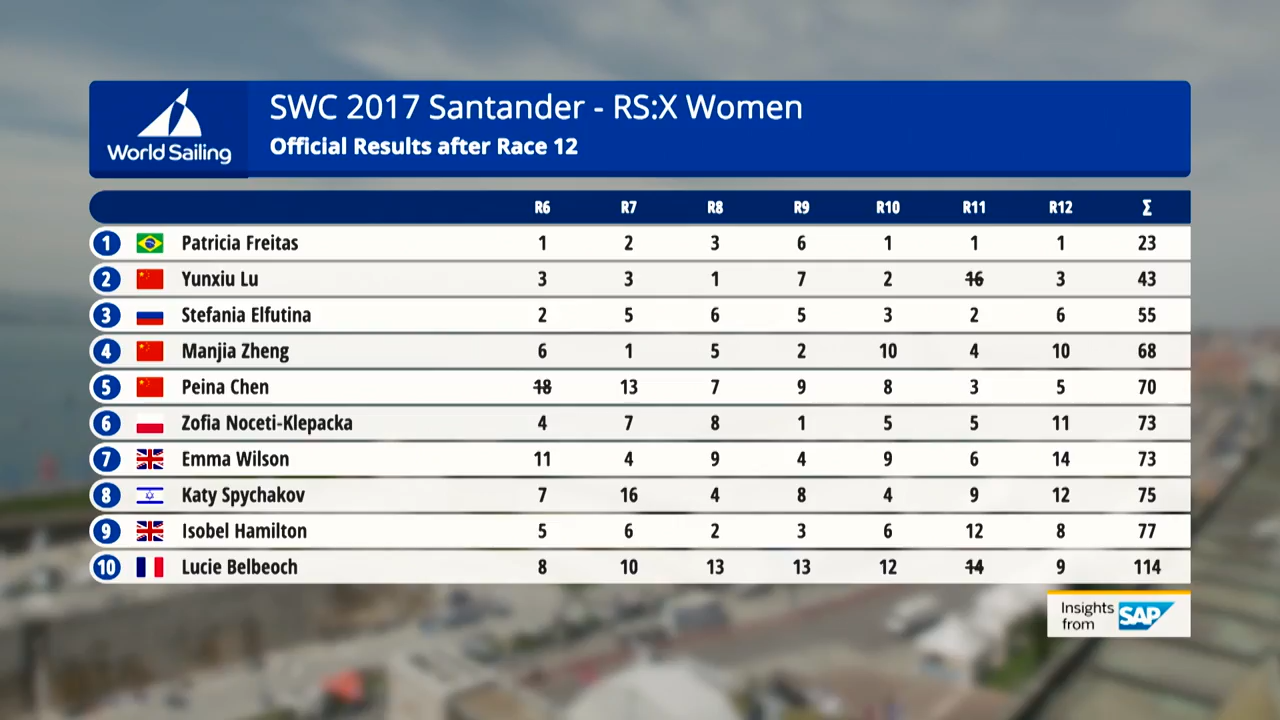 SWC 2017 Santander - RS:X Women
World Sailing
Official Results after Race 12
R6 R7 R8 R9 R10 R11 R12 Σ
1 Patricia Freitas 1 2 3 6 1 1 1 23
2 Yunxiu Lu 3 3 1 7 2 16 3 43
3 Stefania Elfutina 2 5 6 5 3 2 6 55
4 Manjia Zheng 6 1 5 2 10 4 10 68
5 Peina Chen 18 13 7 9 8 3 5 70
6 Zofia Noceti-Klepacka 4 7 8 1 5 5 11 73
7 Emma Wilson 11 4 9 4 9 6 14 73
8 Katy Spychakov 7 16 4 8 4 9 12 75
9 Isobel Hamilton 5 6 2 3 6 12 8 77
10 Lucie Belbeoch 8 10 13 13 12 14 9 114
Insights
from SAP